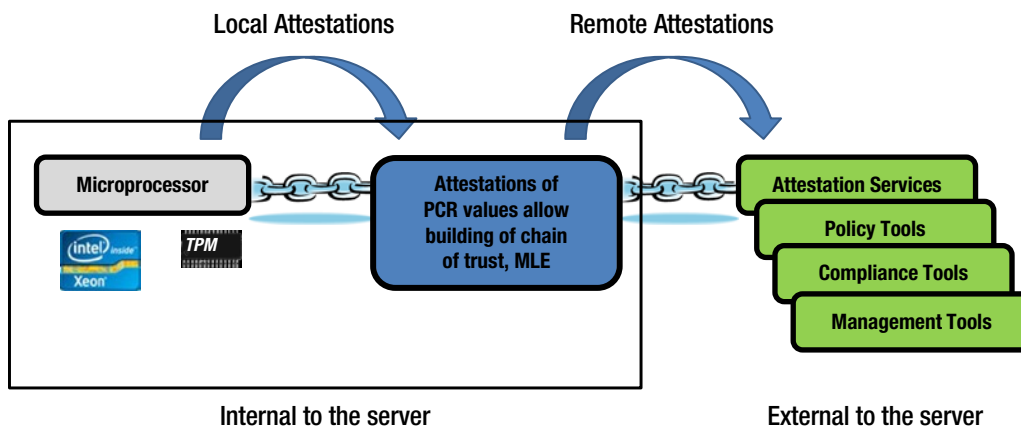 Local Attestations
Remote Attestations
Microprocessor
intel inside™
Xeon®
TPM
Attestations of
PCR values allow
building of chain
of trust, MLE
Attestation Services
Policy Tools
Compliance Tools
Management Tools
Internal to the server
External to the server